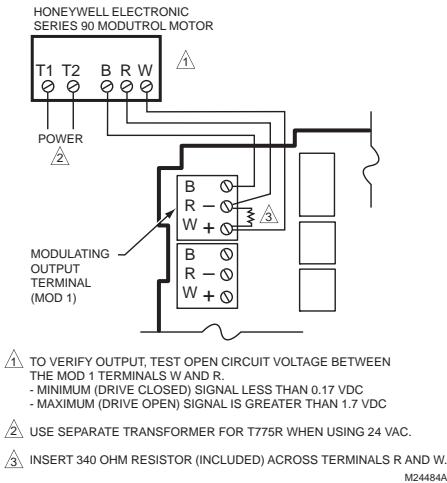 HONEYWELL ELECTRONIC
SERIES 90 MODUTROL MOTOR
1
T1 T2 B R W
POWER
2
B
R –
W +
3
MODULATING
OUTPUT
TERMINAL
(MOD 1)
B
R –
W +
1 TO VERIFY OUTPUT, TEST OPEN CIRCUIT VOLTAGE BETWEEN
THE MOD 1 TERMINALS W AND R.
- MINIMUM (DRIVE CLOSED) SIGNAL LESS THAN 0.17 VDC
- MAXIMUM (DRIVE OPEN) SIGNAL IS GREATER THAN 1.7 VDC
2 USE SEPARATE TRANSFORMER FOR T775R WHEN USING 24 VAC.
3 INSERT 340 OHM RESISTOR (INCLUDED) ACROSS TERMINALS R AND W.
M24484A